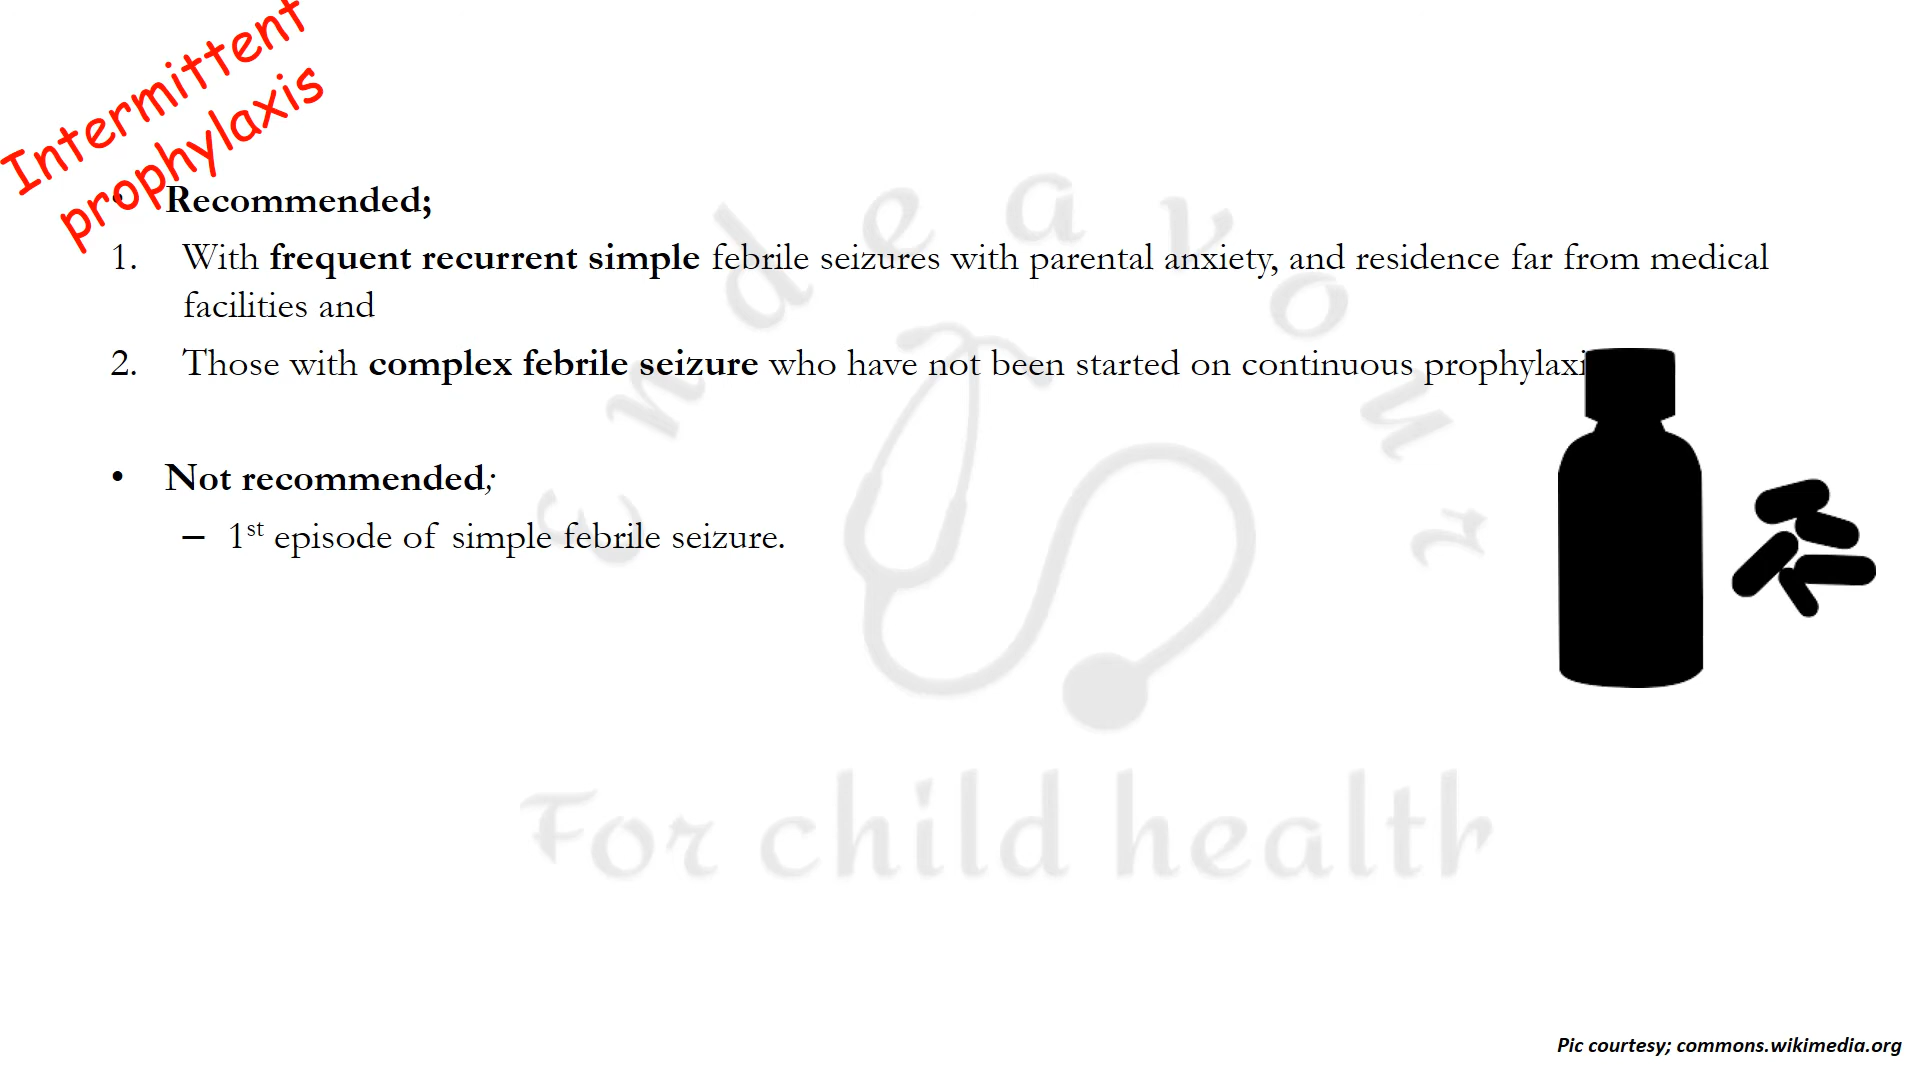 Intermittent
prophylaxis
• Recommended;
1. With frequent recurrent simple febrile seizures with parental anxiety, and residence far from medical
facilities and
2. Those with complex febrile seizure who have not been started on continuous prophylaxi
• Not recommended;
– 1st episode of simple febrile seizure.
Endeavour
For child health
Pic courtesy; commons.wikimedia.org